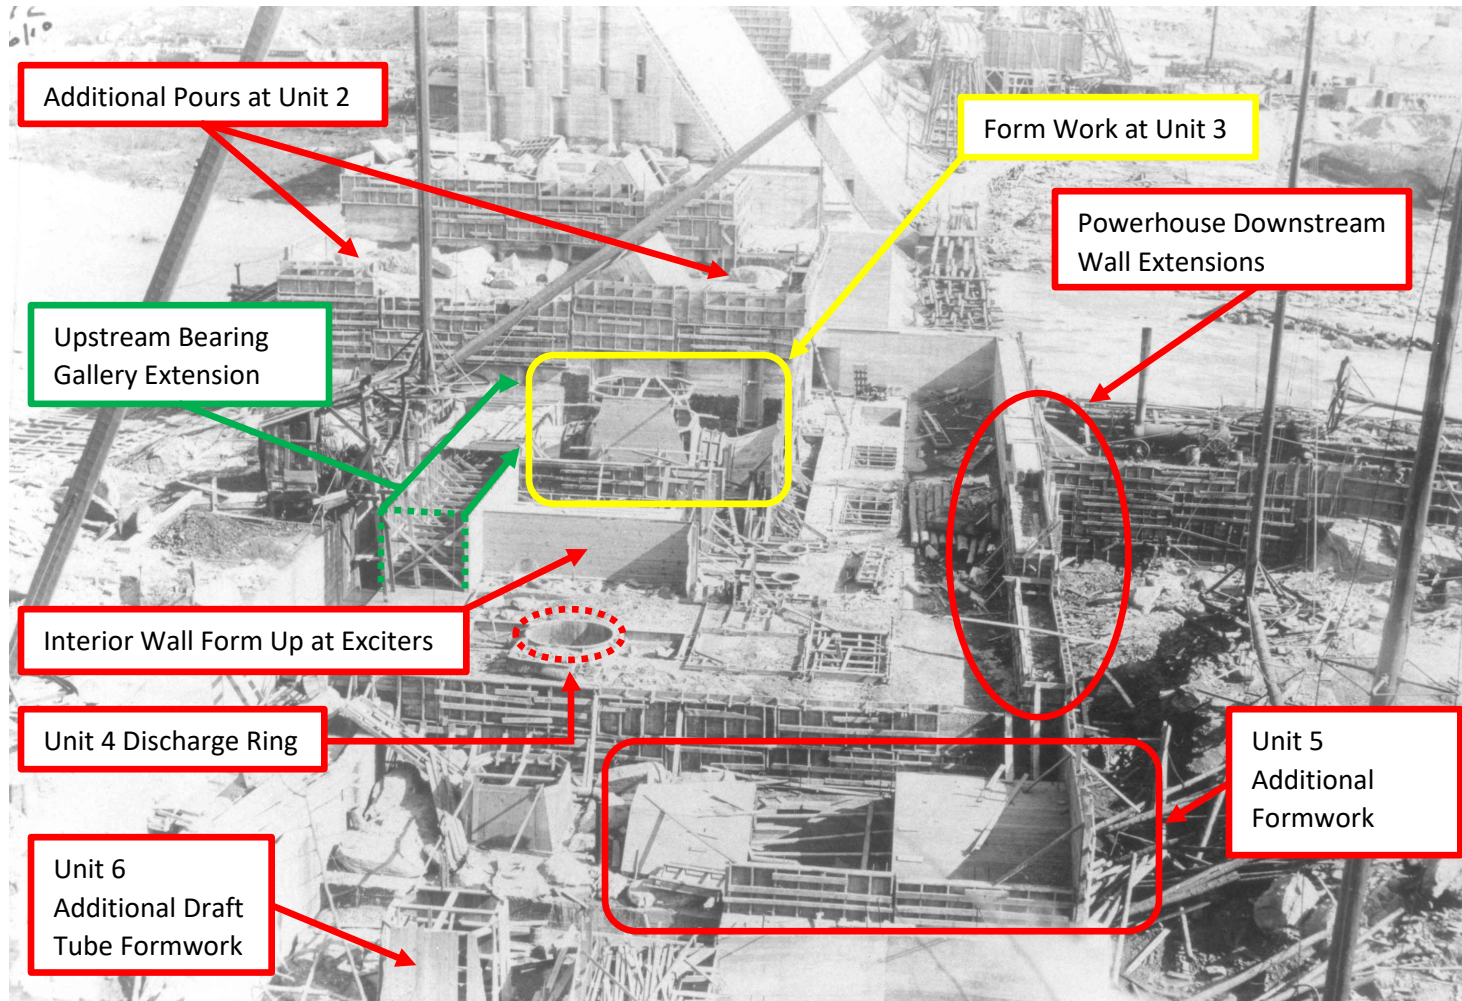 Additional Pours at Unit 2
Form Work at Unit 3
Powerhouse Downstream
Wall Extensions
Upstream Bearing
Gallery Extension
Interior Wall Form Up at Exciters
Unit 4 Discharge Ring
Unit 5
Additional
Formwork
Unit 6
Additional Draft
Tube Formwork